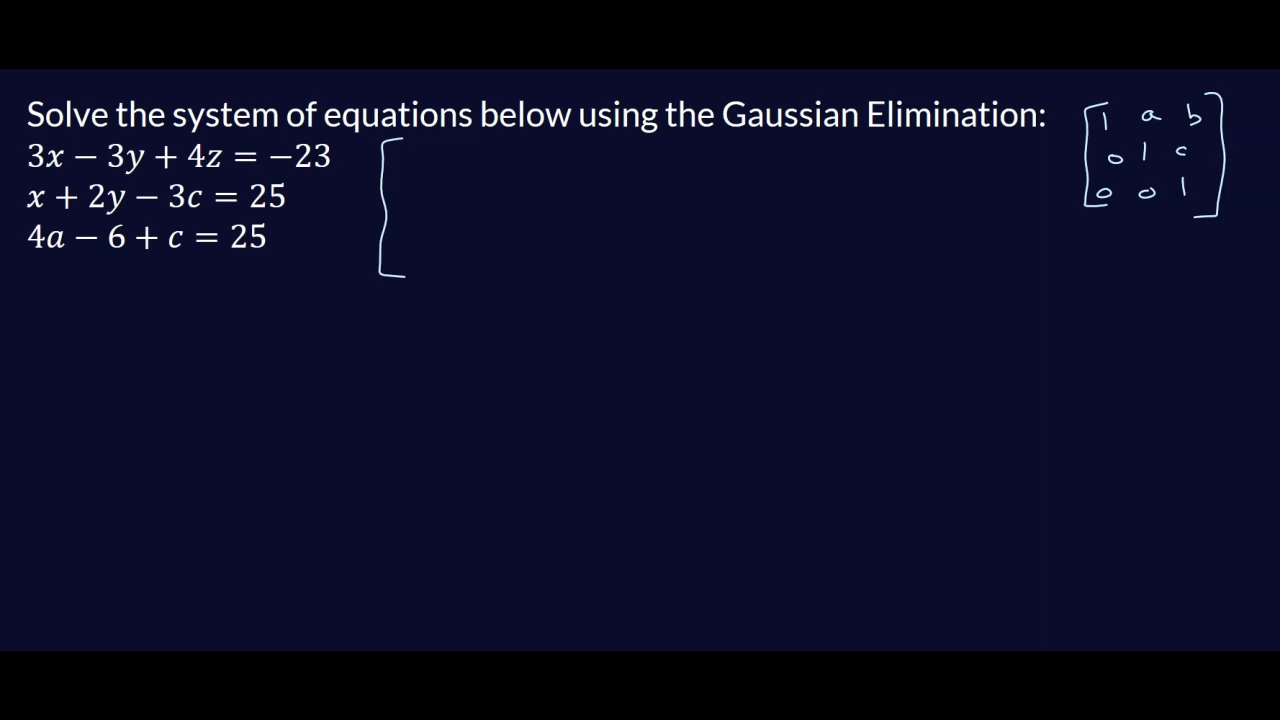 Solve the system of equations below using the Gaussian Elimination:
3x − 3y + 4z = −23
x + 2y − 3c = 25
4a − 6 + c = 25
1 a b
0 1 c
0 0 1